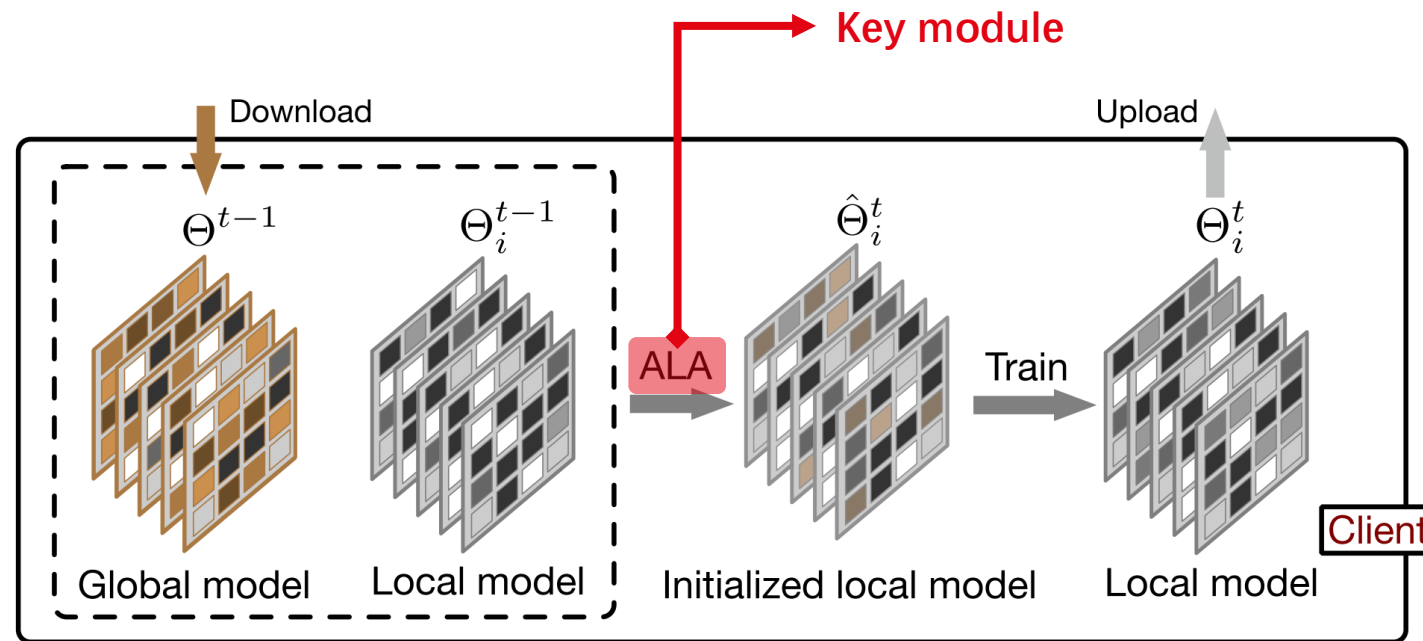 Key module
Download
Upload
Θ^{t−1}
Θ_i^{t−1}
Θ̂_i^t
Θ_i^t
ALA
Train
Client
Global model
Local model
Initialized local model
Local model